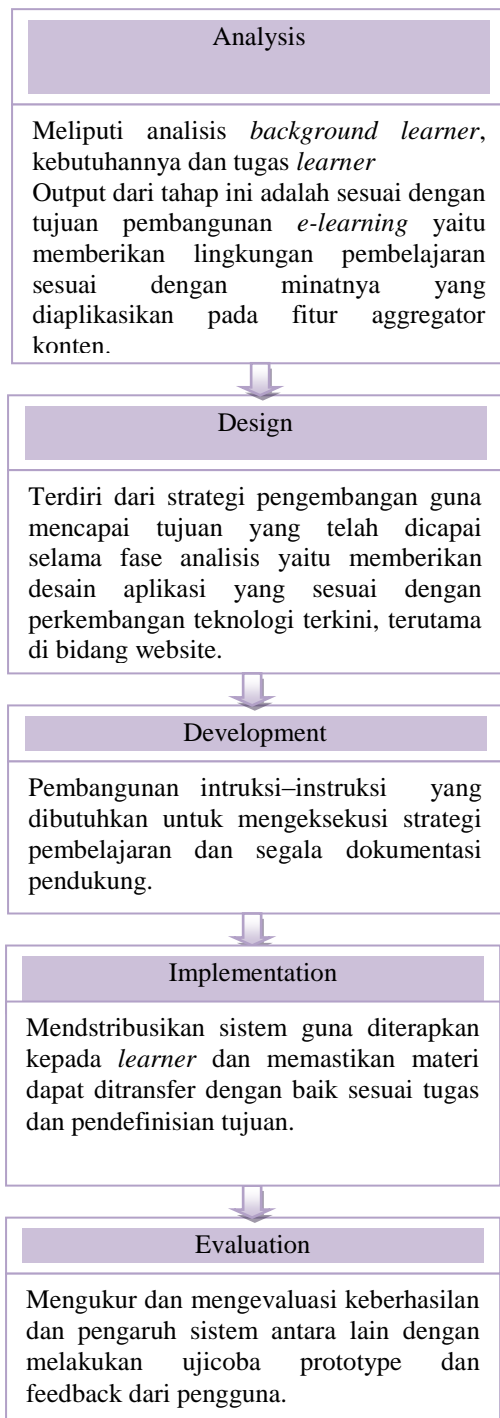 Analysis
Meliputi analisis background learner,
kebutuhannya dan tugas learner
Output dari tahap ini adalah sesuai dengan
tujuan pembangunan e-learning yaitu
memberikan lingkungan pembelajaran
sesuai dengan minatnya yang
diaplikasikan pada fitur aggregator
konten.
Design
Terdiri dari strategi pengembangan guna
mencapai tujuan yang telah dicapai
selama fase analisis yaitu memberikan
desain aplikasi yang sesuai dengan
perkembangan teknologi terkini, terutama
di bidang website.
Development
Pembangunan intruksi–instruksi yang
dibutuhkan untuk mengeksekusi strategi
pembelajaran dan segala dokumentasi
pendukung.
Implementation
Mendstribusikan sistem guna diterapkan
kepada learner dan memastikan materi
dapat ditransfer dengan baik sesuai tugas
dan pendefinisian tujuan.
Evaluation
Mengukur dan mengevaluasi keberhasilan
dan pengaruh sistem antara lain dengan
melakukan ujicoba prototype dan
feedback dari pengguna.